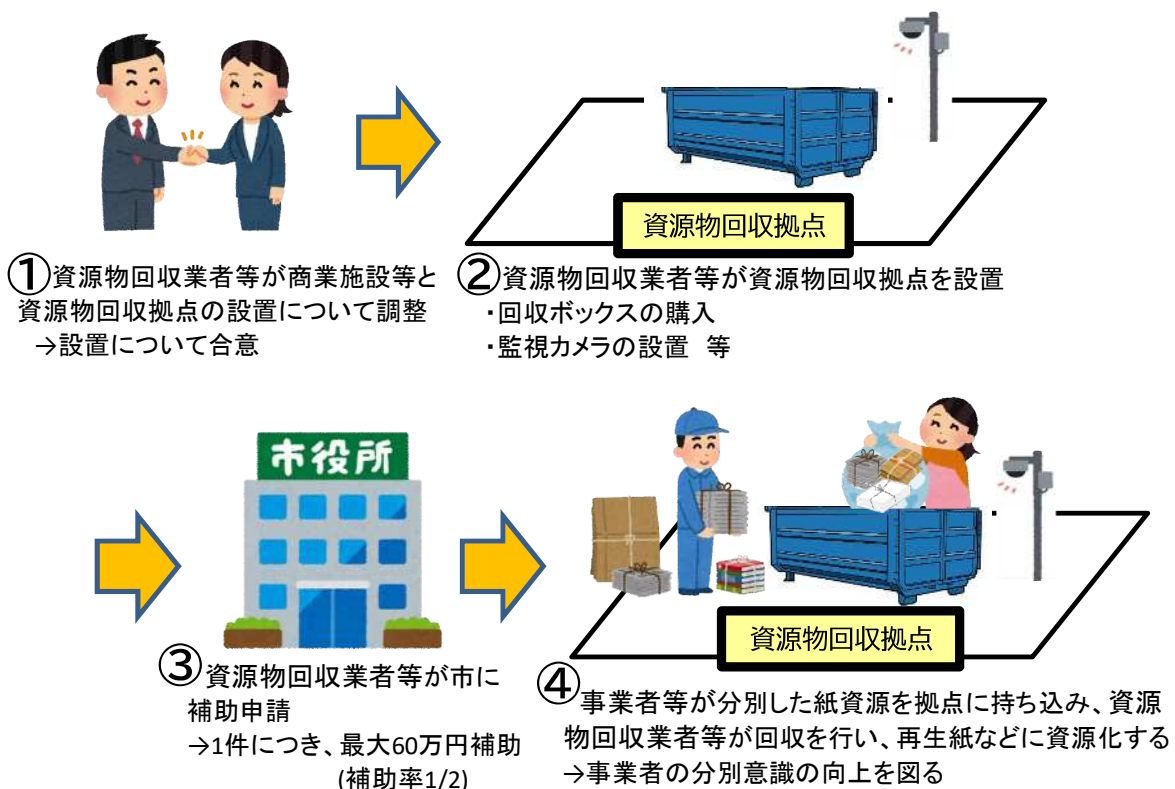 資源物回収拠点
①資源物回収業者等が商業施設等と
資源物回収拠点の設置について調整
→設置について合意
②資源物回収業者等が資源物回収拠点を設置
・回収ボックスの購入
・監視カメラの設置 等
市役所
③資源物回収業者等が市に
補助申請
→1件につき、最大60万円補助
(補助率1/2)
資源物回収拠点
④事業者等が分別した紙資源を拠点に持ち込み、資源
物回収業者等が回収を行い、再生紙などに資源化する
→事業者の分別意識の向上を図る